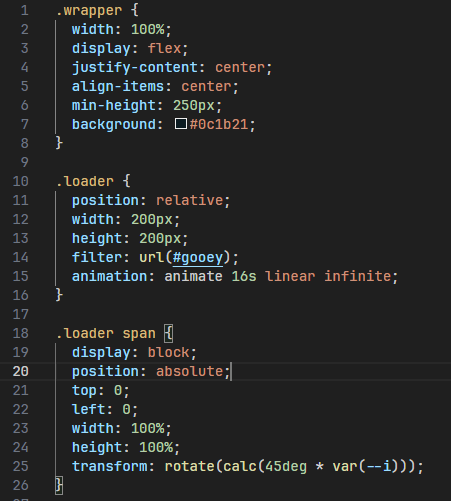 1 .wrapper {
2   width: 100%;
3   display: flex;
4   justify-content: center;
5   align-items: center;
6   min-height: 250px;
7   background: #0c1b21;
8 }
9
10 .loader {
11   position: relative;
12   width: 200px;
13   height: 200px;
14   filter: url(#gooey);
15   animation: animate 16s linear infinite;
16 }
17
18 .loader span {
19   display: block;
20   position: absolute;
21   top: 0;
22   left: 0;
23   width: 100%;
24   height: 100%;
25   transform: rotate(calc(45deg * var(--i)));
26 }
27